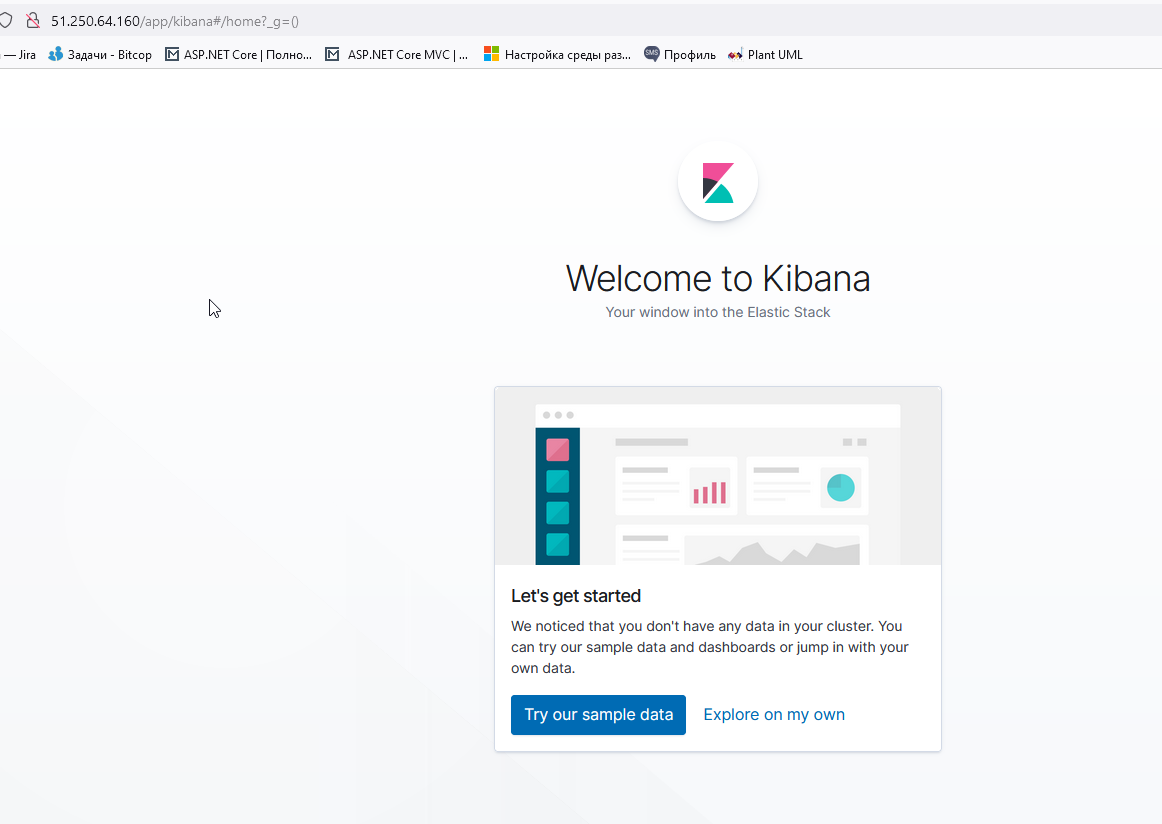 51.250.64.160/app/kibana#/home?_g=()
— Jira Задачи - Bitcop ASP.NET Core | Полно... ASP.NET Core MVC | ... Настройка среды раз... SMS Профиль Plant UML
Welcome to Kibana
Your window into the Elastic Stack
Let's get started
We noticed that you don't have any data in your cluster. You
can try our sample data and dashboards or jump in with your
own data.
Try our sample data Explore on my own